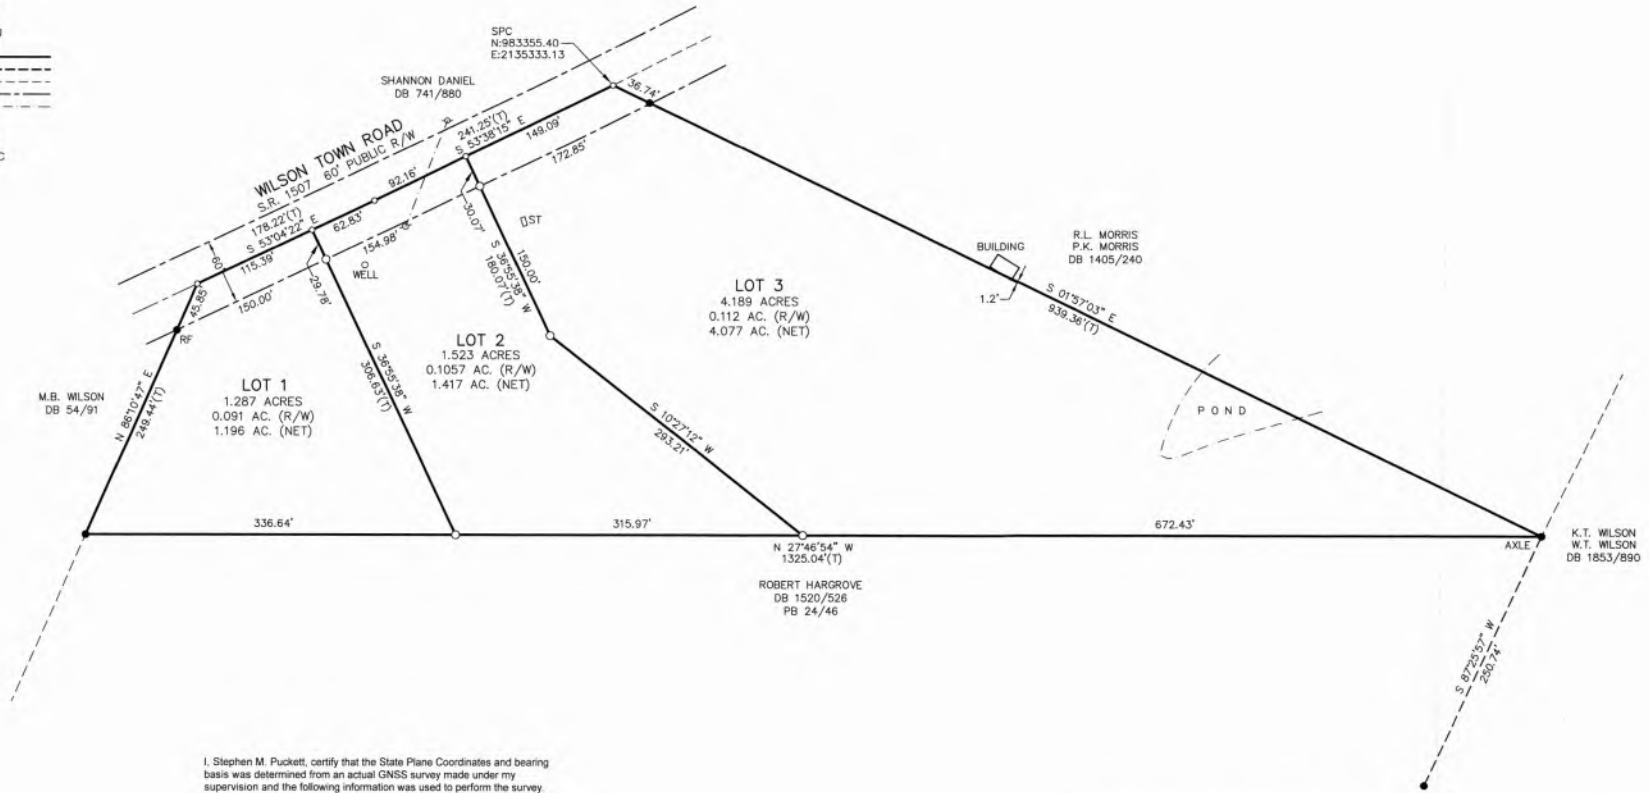 SPC
N:983355.40
E:2135333.13
SHANNON DANIEL
DB 741/880
36.74'
WILSON TOWN ROAD
S.R. 1507 60' PUBLIC R/W
241.25'(T)
S 53°38'15" E
149.09'
172.85'
178.22'(T)
S 53°04'22" E
115.39'
62.83'
92.16'
154.98'
60'
150.00'
45.85'
RF
29.78'
WELL
30.07'
ST
150.00'
S 36°55'38" W
180.07'(T)
S 36°55'38" W
306.63'(T)
LOT 1
1.287 ACRES
0.091 AC. (R/W)
1.196 AC. (NET)
LOT 2
1.523 ACRES
0.1057 AC. (R/W)
1.417 AC. (NET)
LOT 3
4.189 ACRES
0.112 AC. (R/W)
4.077 AC. (NET)
BUILDING
1.2'
R.L. MORRIS
P.K. MORRIS
DB 1405/240
S 01°57'03" E
939.36'(T)
M.B. WILSON
DB 54/91
N 86°10'47" E
249.44'(T)
S 10°27'12" W
293.21'
POND
336.64'
315.97'
672.43'
N 27°46'54" W
1325.04'(T)
AXLE
K.T. WILSON
W.T. WILSON
DB 1853/890
ROBERT HARGROVE
DB 1520/526
PB 24/46
S 87°25'57" W
250.74'
I, Stephen M. Puckett, certify that the State Plane Coordinates and bearing
basis was determined from an actual GNSS survey made under my
supervision and the following information was used to perform the survey.